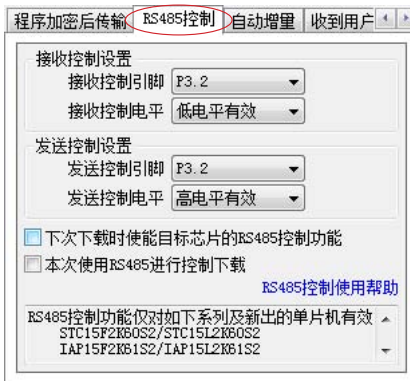 程序加密后传输 RS485控制 自动增量 收到用户
接收控制设置
接收控制引脚 P3.2
接收控制电平 低电平有效
发送控制设置
发送控制引脚 P3.2
发送控制电平 高电平有效
下次下载时使能目标芯片的RS485控制功能
本次使用RS485进行控制下载
RS485控制使用帮助
RS485控制功能仅对如下系列及新出的单片机有效
STC15F2K60S2/STC15L2K60S2
IAP15F2K61S2/IAP15L2K61S2